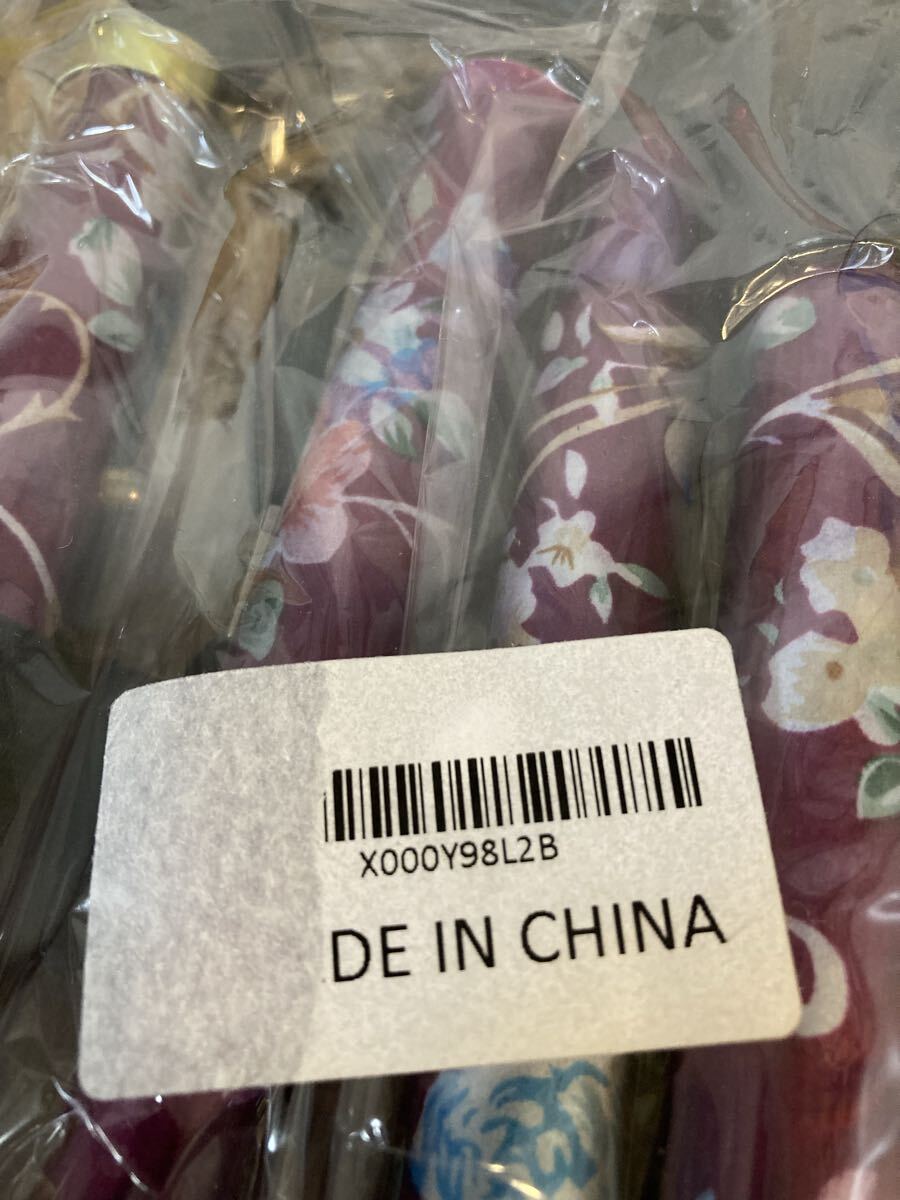 X000Y98L2B
DE IN CHINA